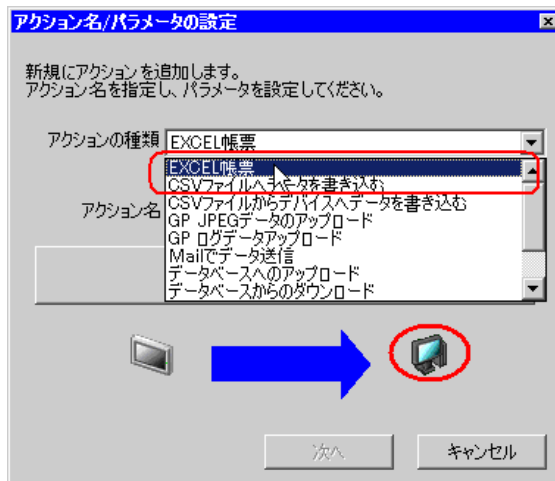 アクション名/パラメータの設定
新規にアクションを追加します。
アクション名を指定し、パラメータを設定してください。
アクションの種類 EXCEL帳票
EXCEL帳票
CSVファイルへデータを書き込む
アクション名 CSVファイルからデバイスへデータを書き込む
GP JPEGデータのアップロード
GP ログデータアップロード
Mailでデータ送信
データベースへのアップロード
データベースからのダウンロード
次へ キャンセル